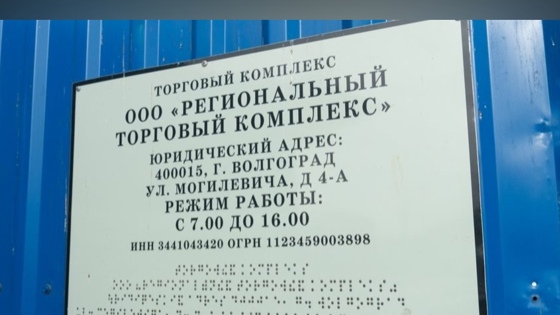 ТОРГОВЫЙ КОМПЛЕКС
ООО «РЕГИОНАЛЬНЫЙ
ТОРГОВЫЙ КОМПЛЕКС»
ЮРИДИЧЕСКИЙ АДРЕС:
400015, Г. ВОЛГОГРАД
УЛ. МОГИЛЕВИЧА, Д 4-А
РЕЖИМ РАБОТЫ:
С 7.00 ДО 16.00
ИНН 3441043420 ОГРН 1123459003898